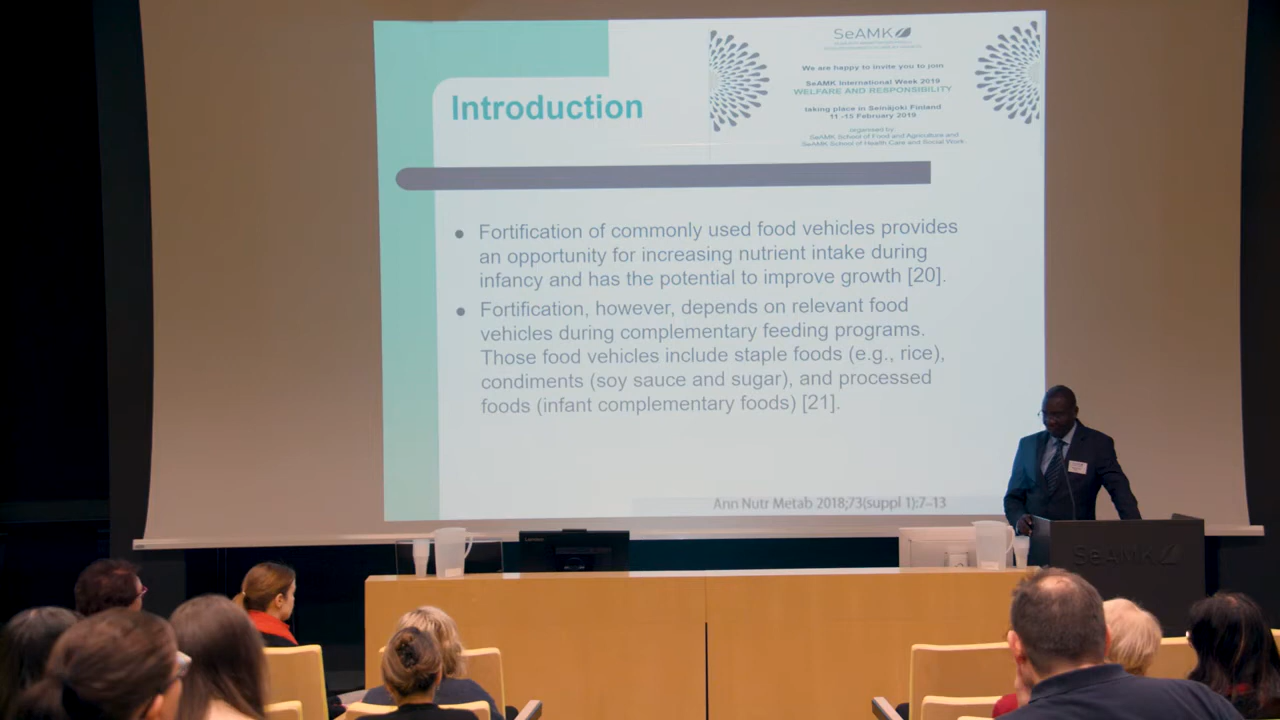 SeAMK
We are happy to invite you to join
SeAMK International Week 2019
WELFARE AND RESPONSIBILITY
taking place in Seinäjoki Finland
11 -15 February 2019
organised by
SeAMK School of Food and Agriculture and
SeAMK School of Health Care and Social Work
Introduction
● Fortification of commonly used food vehicles provides
an opportunity for increasing nutrient intake during
infancy and has the potential to improve growth [20].
● Fortification, however, depends on relevant food
vehicles during complementary feeding programs.
Those food vehicles include staple foods (e.g., rice),
condiments (soy sauce and sugar), and processed
foods (infant complementary foods) [21].
Ann Nutr Metab 2018;73(suppl 1):7–13
Lenovo
SeAMK